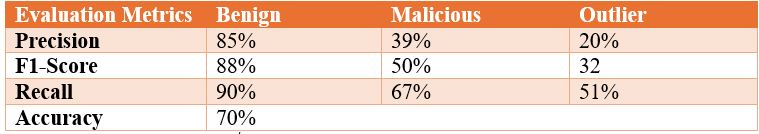 Evaluation Metrics Benign Malicious Outlier
Precision 85% 39% 20%
F1-Score 88% 50% 32
Recall 90% 67% 51%
Accuracy 70%